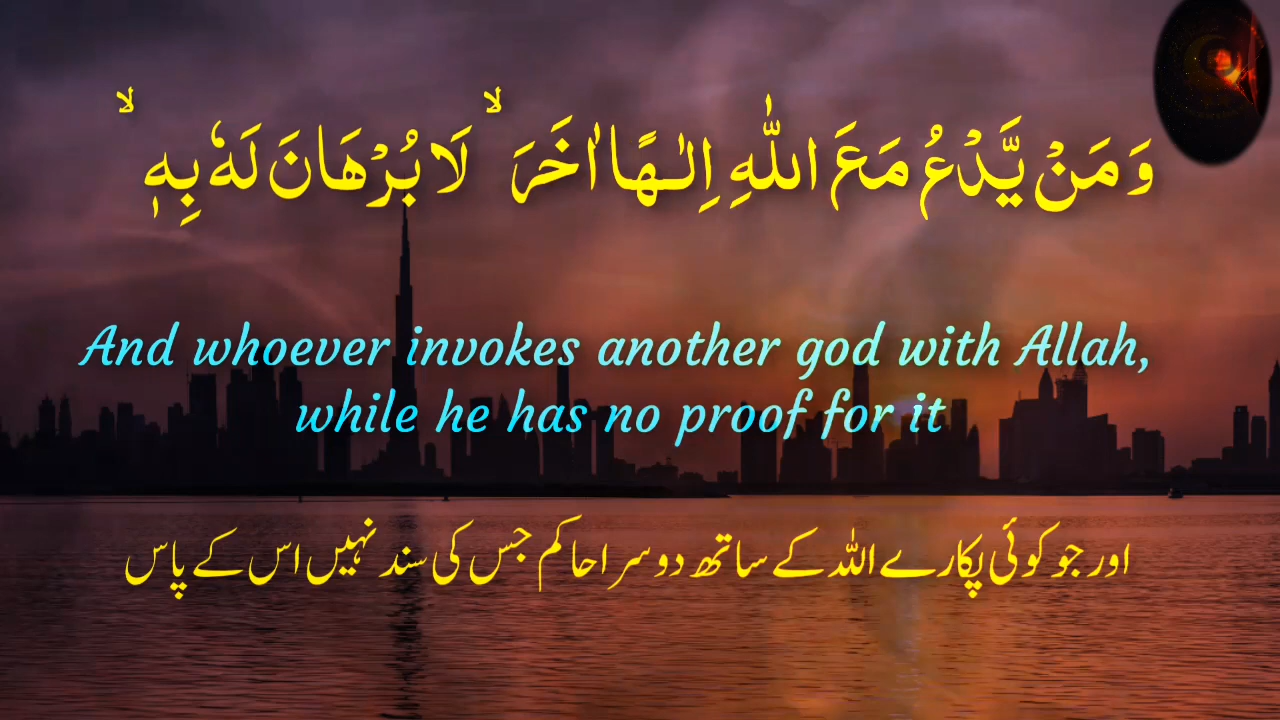 وَمَنۡ يَّدۡعُ مَعَ اللّٰهِ اِلٰـهًا اٰخَرَ ۙ لَا بُرۡهَانَ لَهٗ بِهٖ ۙ
And whoever invokes another god with Allah,
while he has no proof for it
اور جو کوئی پکارے اللہ کے ساتھ دوسرا حاکم جس کی سند نہیں اس کے پاس